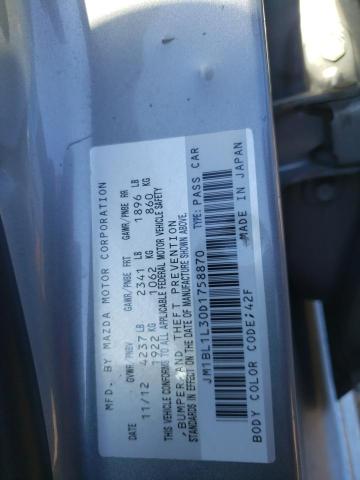 MFD. BY MAZDA MOTOR CORPORATION
DATE GVWR/PNBV GAWR/PNBE FRT GAWR/PNBE RR
11/12 4237 LB 2341 LB 1896 LB
1922 KG 1062 KG 860 KG
THIS VEHICLE CONFORMS TO ALL APPLICABLE FEDERAL MOTOR VEHICLE SAFETY
, BUMPER, AND THEFT PREVENTION
STANDARDS IN EFFECT ON THE DATE OF MANUFACTURE SHOWN ABOVE.
JM1BL1L30D1758870 TYPE: PASS CAR
BODY COLOR CODE; 42F MADE IN JAPAN